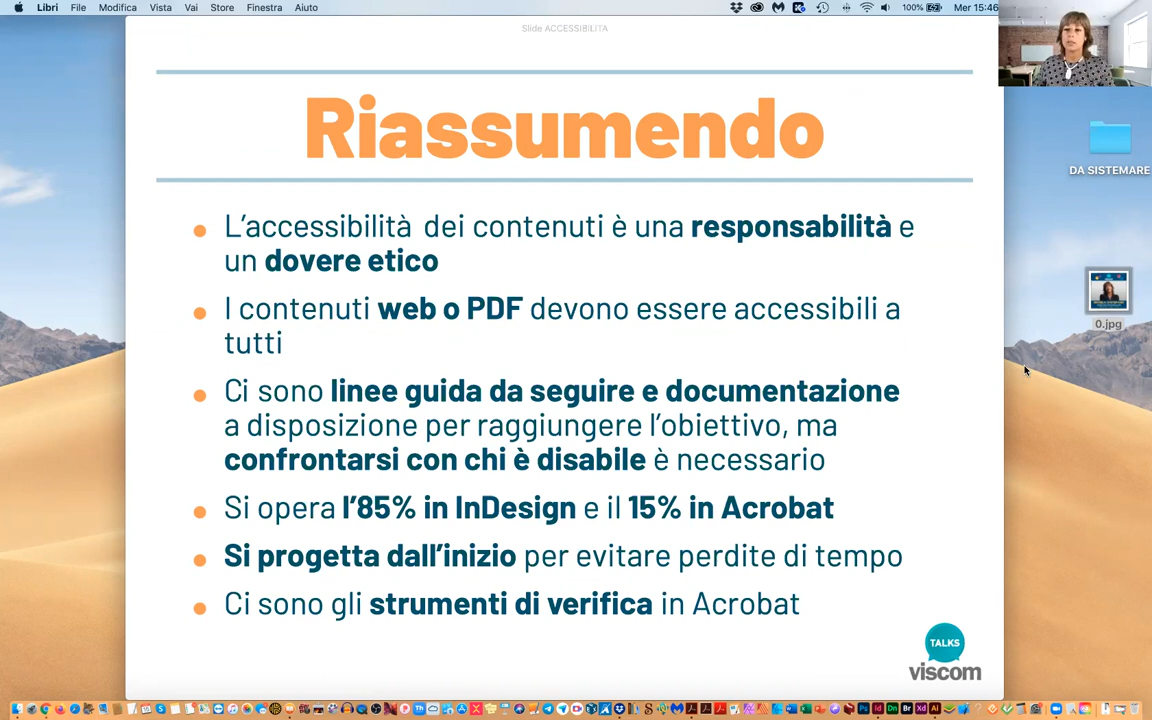 Libri File Modifica Vista Vai Store Finestra Aiuto 100% Mer 15:46
Slide ACCESSIBILITA
Riassumendo
L'accessibilità dei contenuti è una responsabilità e
un dovere etico
I contenuti web o PDF devono essere accessibili a
tutti
Ci sono linee guida da seguire e documentazione
a disposizione per raggiungere l'obiettivo, ma
confrontarsi con chi è disabile è necessario
Si opera l'85% in InDesign e il 15% in Acrobat
Si progetta dall'inizio per evitare perdite di tempo
Ci sono gli strumenti di verifica in Acrobat
TALKS
viscom
DA SISTEMARE
0.jpg